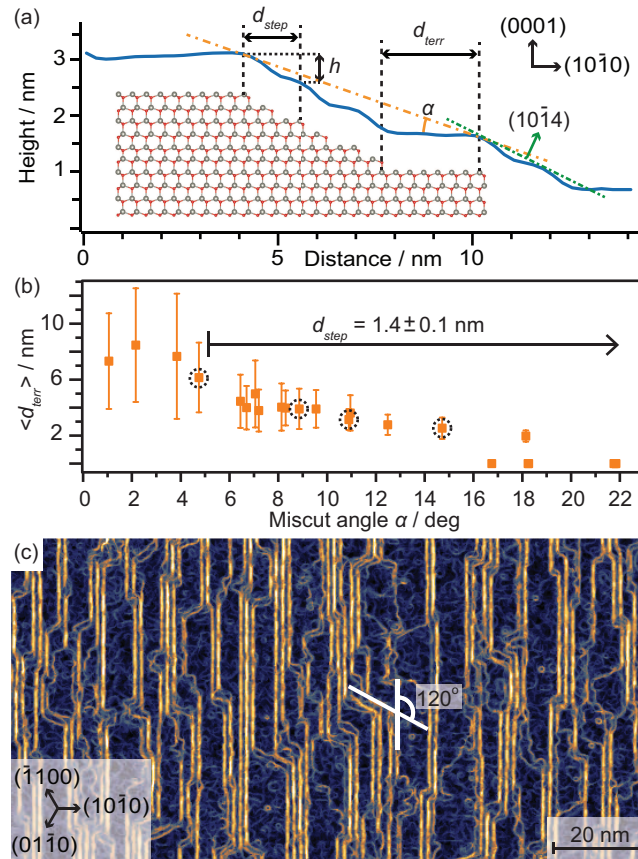 (a)
d_step
d_terr
(0001)
(101̄0)
h
α
(101̄4)
3
2
1
Height / nm
0
5
10
Distance / nm
(b)
d_step = 1.4±0.1 nm
10
6
2
<d_terr> / nm
0 2 4 6 8 10 12 14 16 18 20 22
Miscut angle α / deg
(c)
120°
(1̄100)
(101̄0)
(011̄0)
20 nm